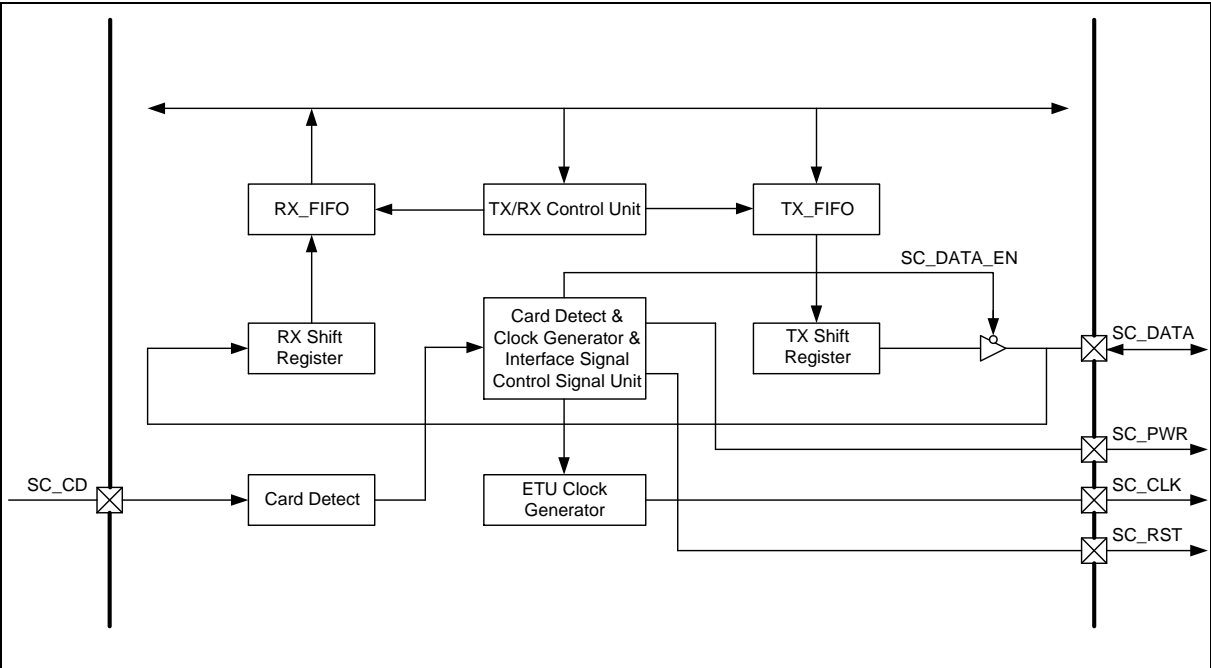 RX_FIFO
TX/RX Control Unit
TX_FIFO
SC_DATA_EN
RX Shift
Register
Card Detect &
Clock Generator &
Interface Signal
Control Signal Unit
TX Shift
Register
SC_DATA
SC_PWR
SC_CD
Card Detect
ETU Clock
Generator
SC_CLK
SC_RST